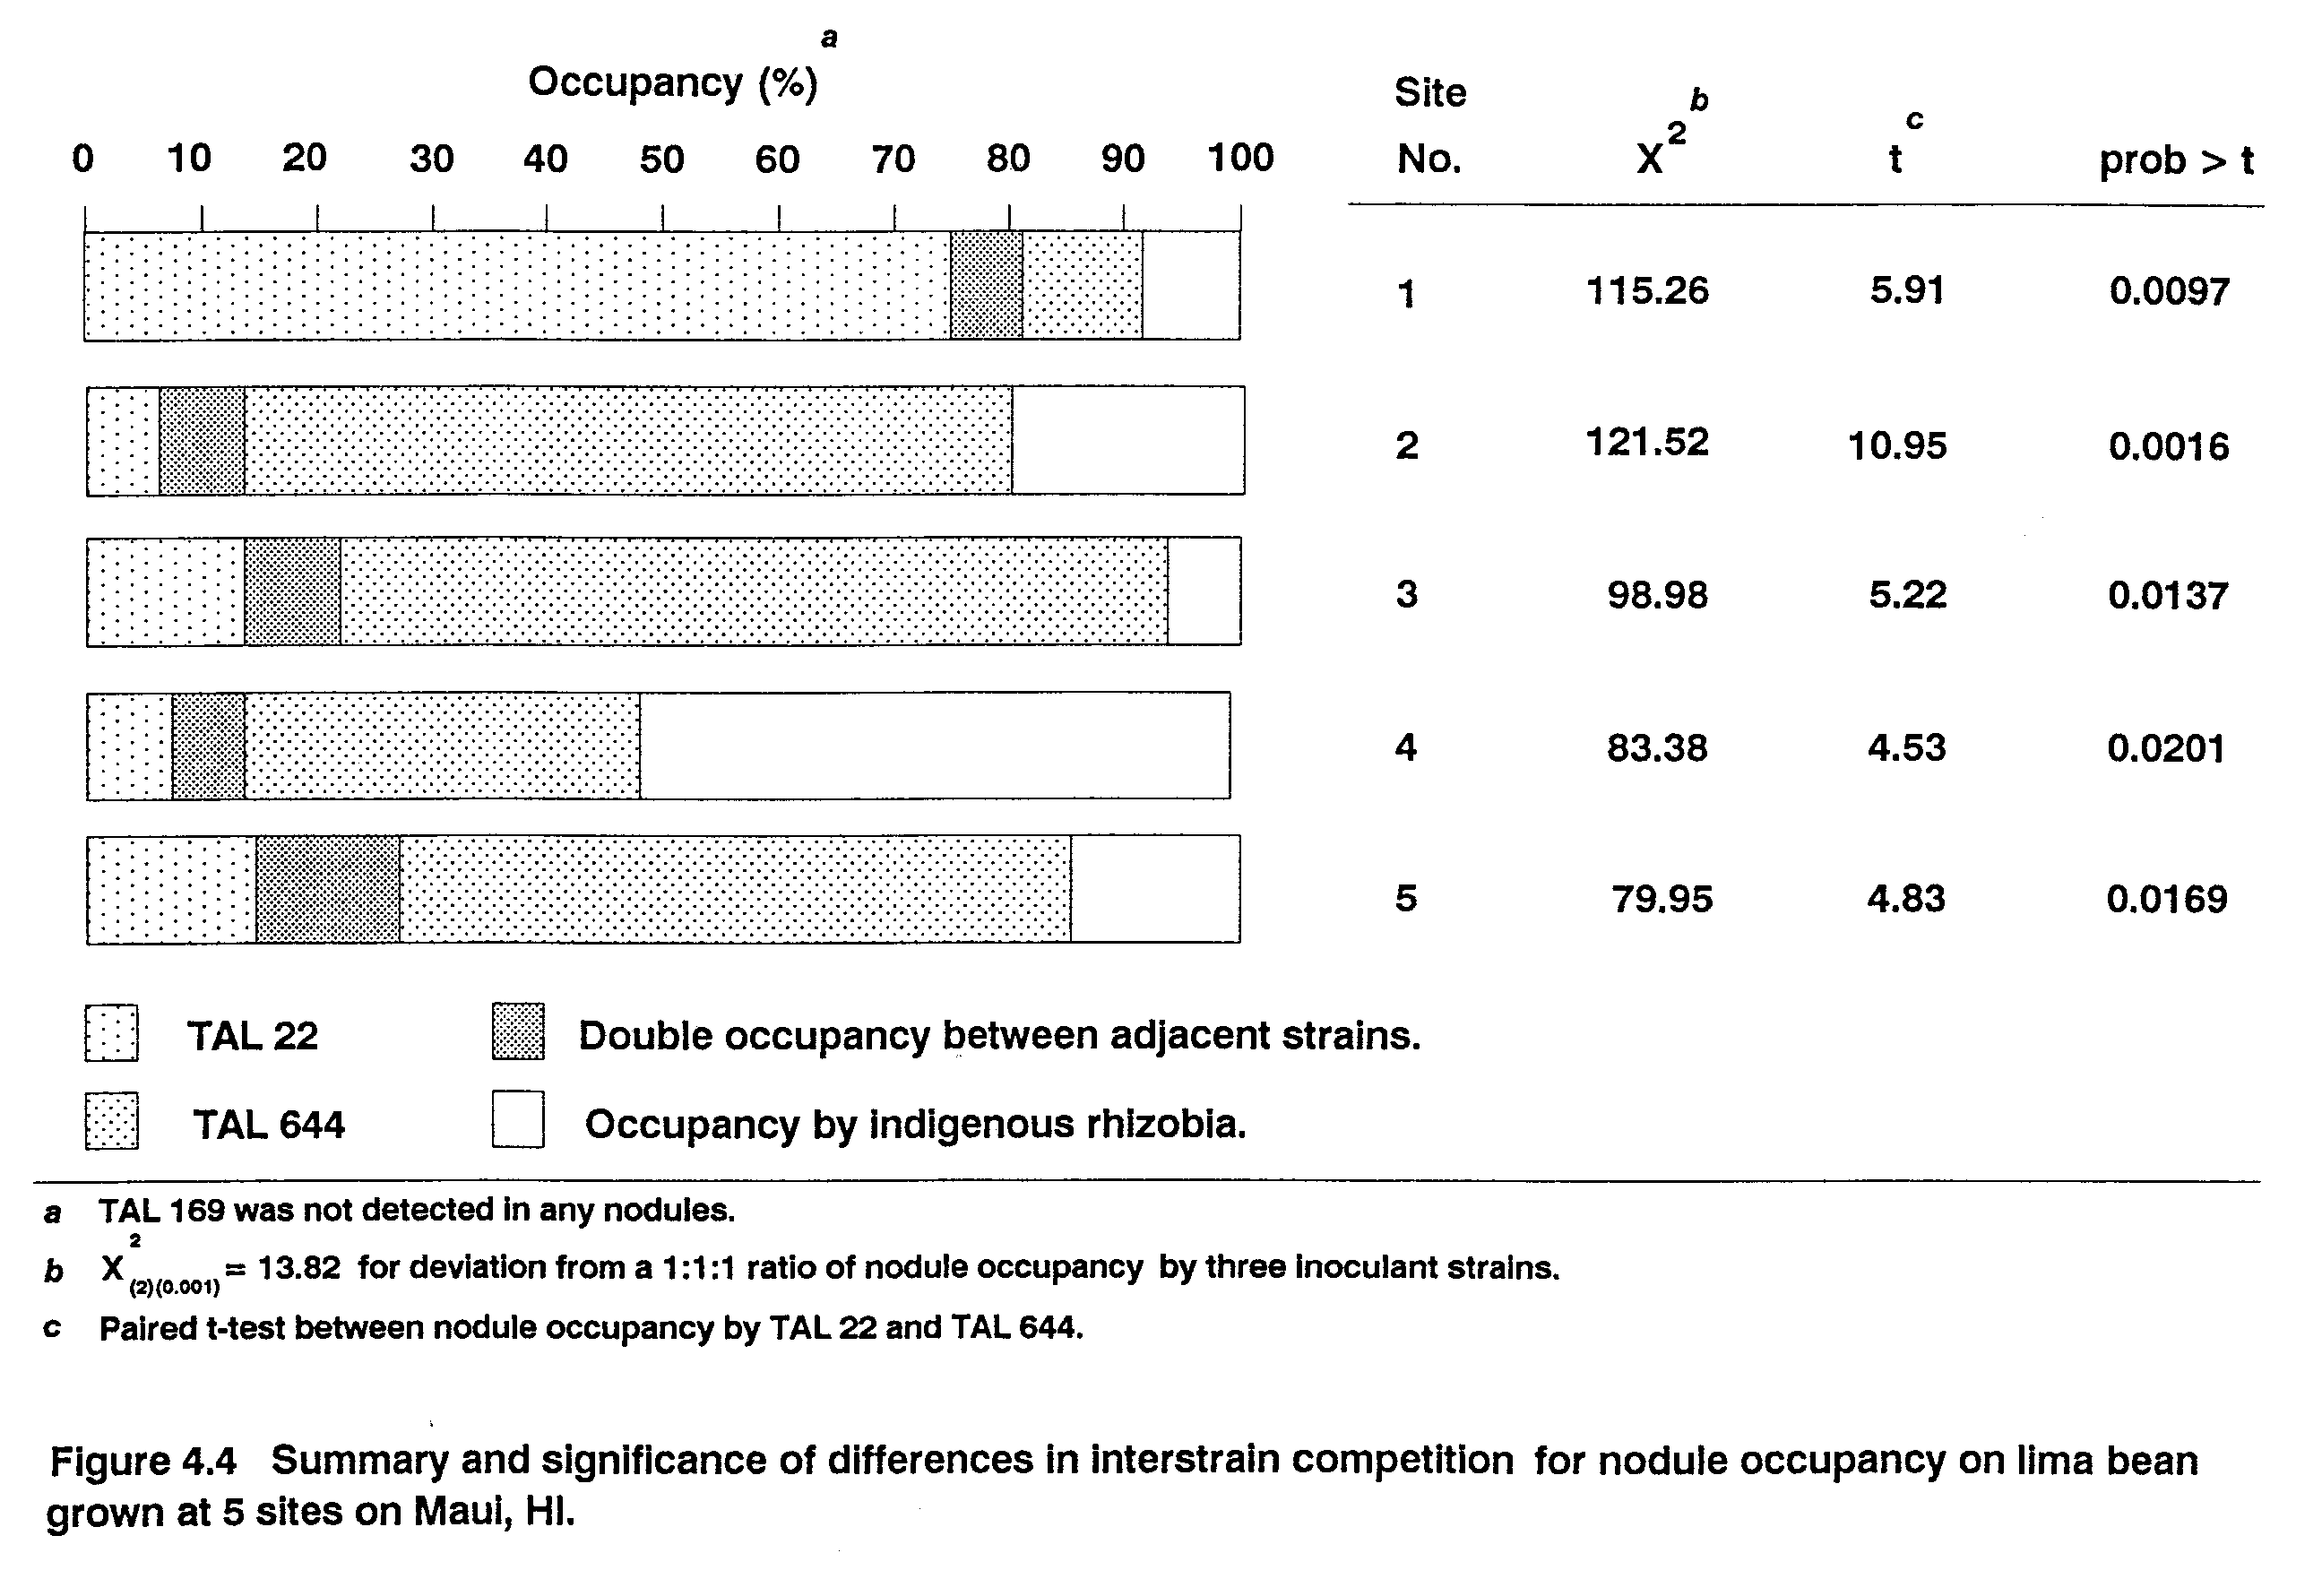 Occupancy (%) a
0 10 20 30 40 50 60 70 80 90 100
Site No. X² b t c prob > t
1 115.26 5.91 0.0097
2 121.52 10.95 0.0016
3 98.98 5.22 0.0137
4 83.38 4.53 0.0201
5 79.95 4.83 0.0169
TAL 22 Double occupancy between adjacent strains.
TAL 644 Occupancy by indigenous rhizobia.
a TAL 169 was not detected in any nodules.
b X²(2)(0.001) = 13.82 for deviation from a 1:1:1 ratio of nodule occupancy by three inoculant strains.
c Paired t-test between nodule occupancy by TAL 22 and TAL 644.
Figure 4.4 Summary and significance of differences in interstrain competition for nodule occupancy on lima bean
grown at 5 sites on Maui, HI.